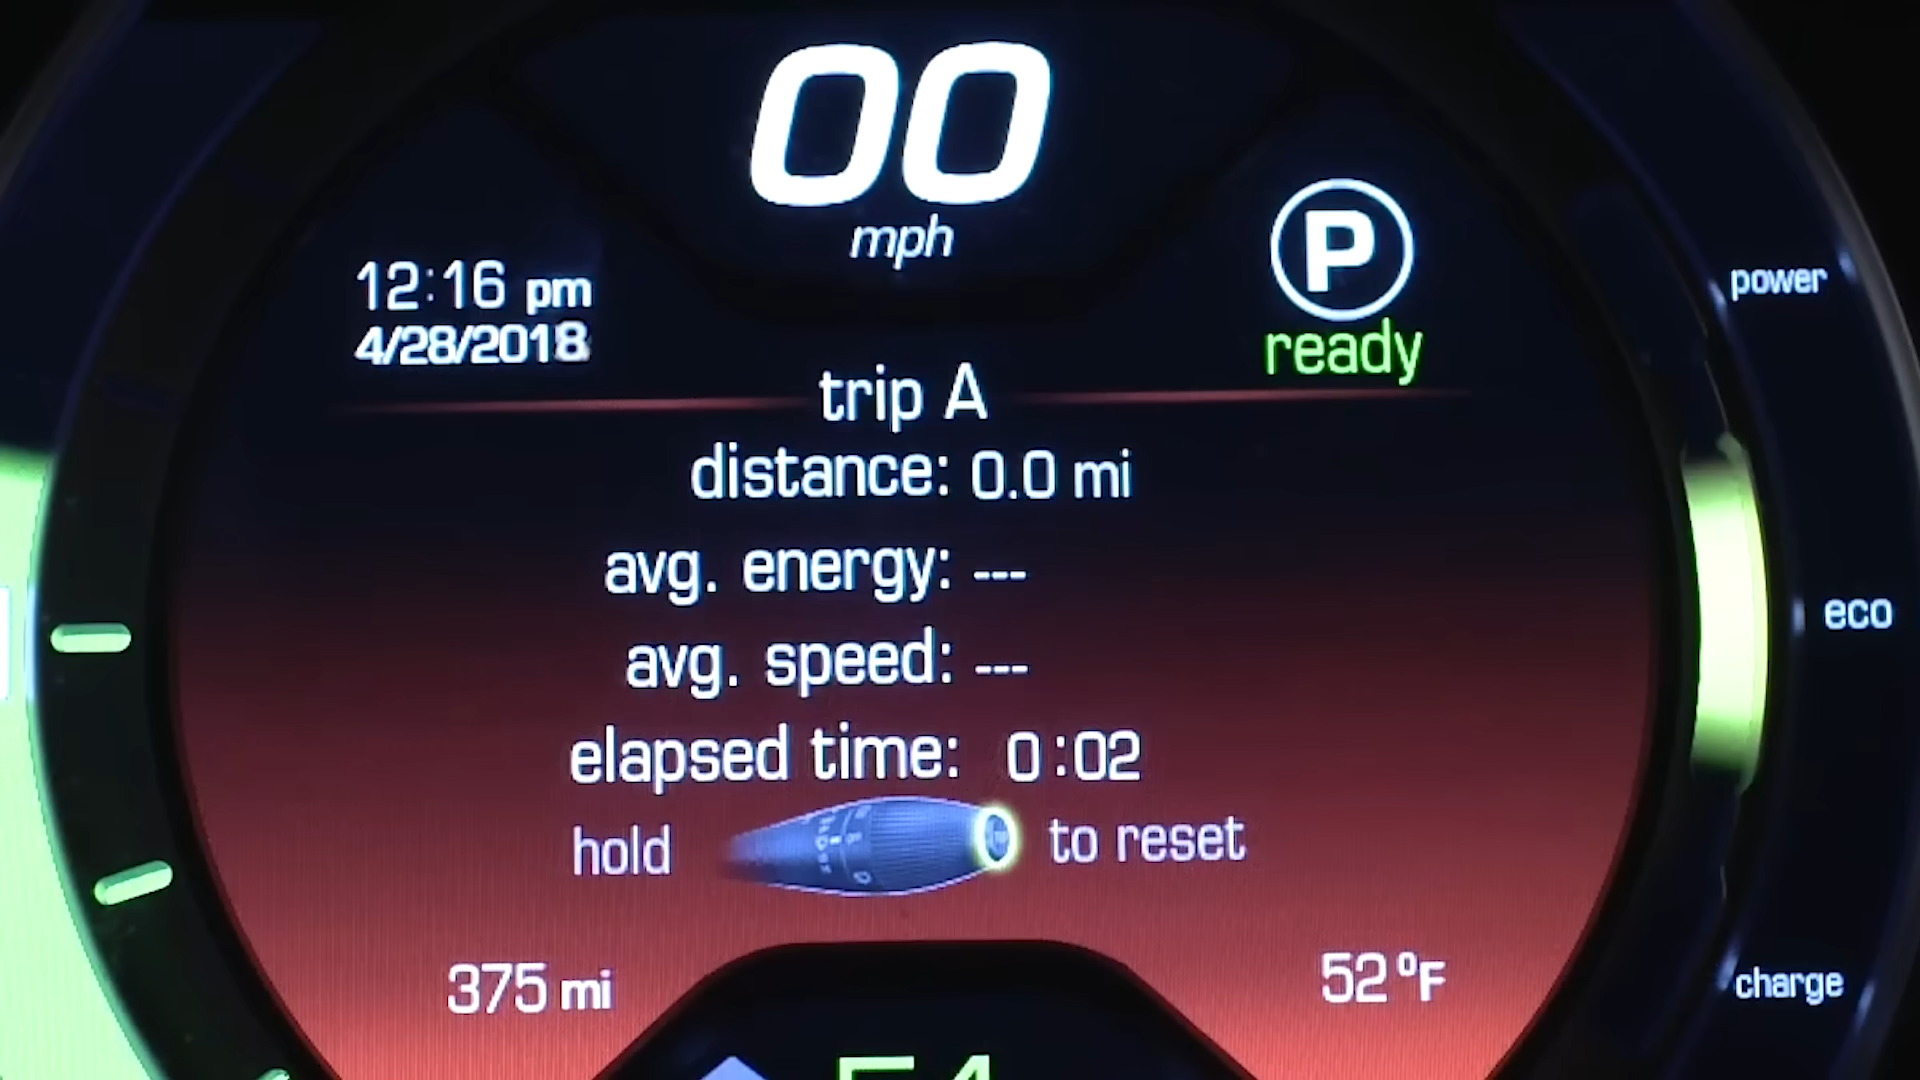 00
mph
12:16 pm
4/28/2018
P
ready
power
trip A
distance: 0.0 mi
avg. energy: ---
avg. speed: ---
eco
elapsed time: 0:02
hold to reset
375 mi
52°F
charge